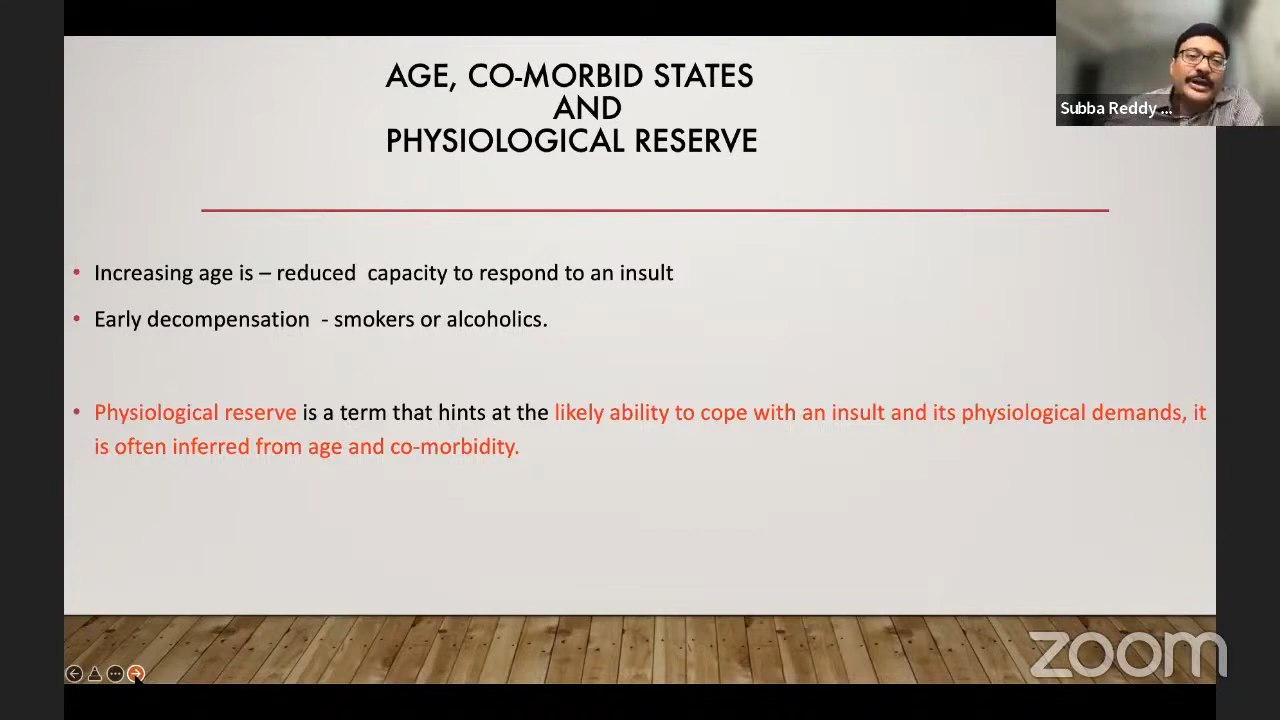 AGE, CO-MORBID STATES
AND
PHYSIOLOGICAL RESERVE
Subba Reddy ...
• Increasing age is – reduced  capacity to respond to an insult
• Early decompensation  - smokers or alcoholics.
• Physiological reserve is a term that hints at the likely ability to cope with an insult and its physiological demands, it
is often inferred from age and co-morbidity.
zoom